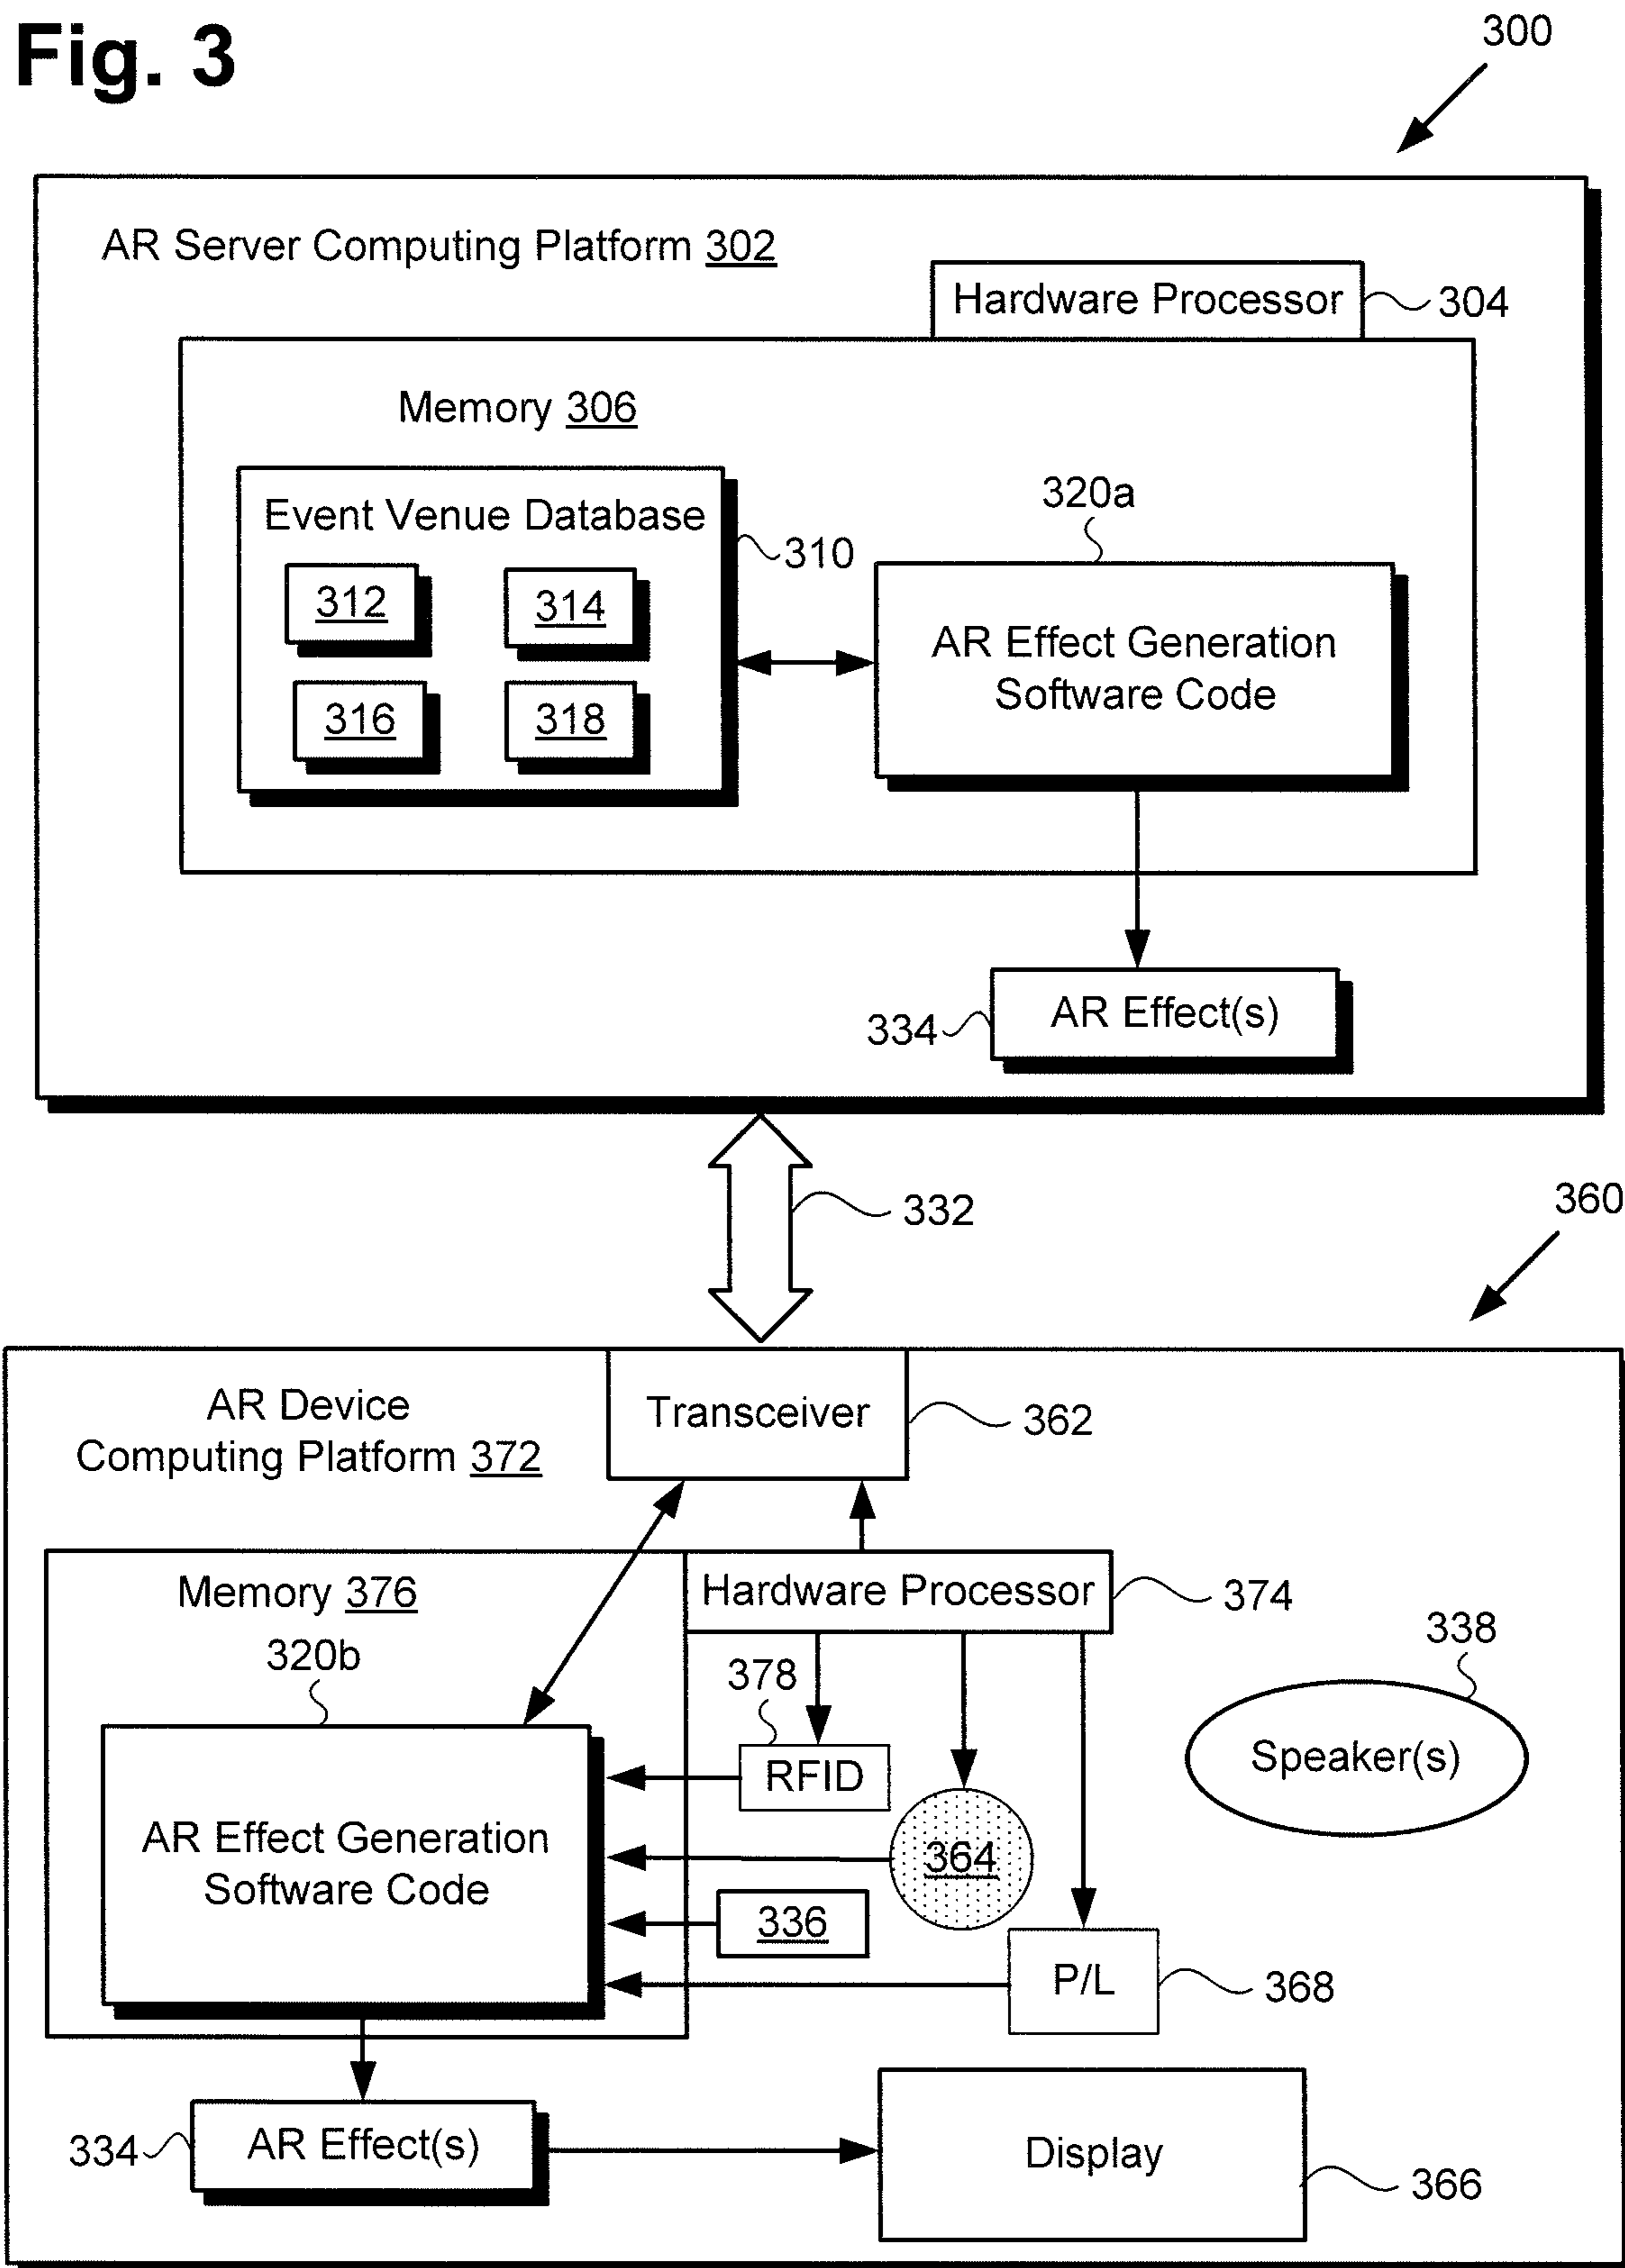 Fig. 3
300
AR Server Computing Platform 302
Hardware Processor
304
Memory 306
Event Venue Database
310
312
314
316
318
320a
AR Effect Generation
Software Code
334
AR Effect(s)
332
360
AR Device
Computing Platform 372
Transceiver
362
Memory 376
Hardware Processor
374
320b
378
RFID
338
Speaker(s)
AR Effect Generation
Software Code
364
336
P/L
368
334
AR Effect(s)
Display
366